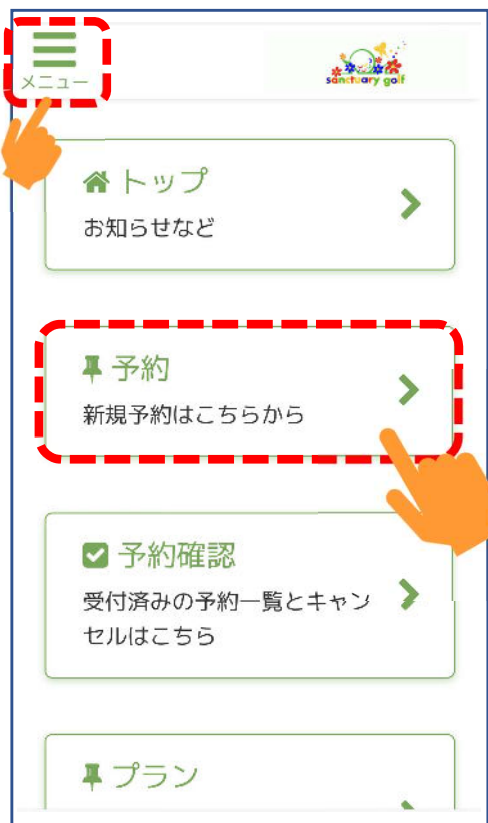 メニュー
sanctuary golf
トップ
お知らせなど
予約
新規予約はこちらから
予約確認
受付済みの予約一覧とキャン
セルはこちら
プラン